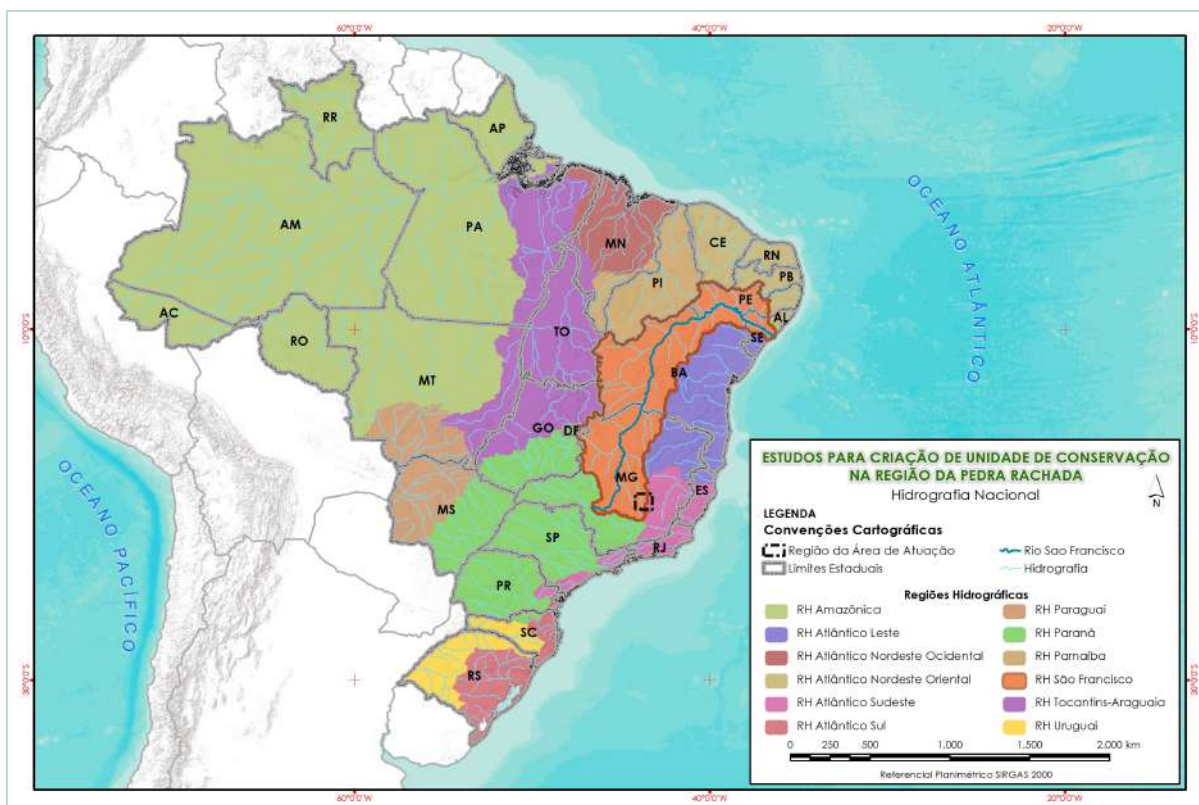 60°0'0"W 40°0'0"W 20°0'0"W
RR
AP
AM
PA
MN
CE
RN
PB
PI
PE
AL
AC
SE
TO
RO
BA
MT
GO
DF
MG
ES
MS
SP
RJ
PR
SC
RS
OCEANO ATLÂNTICO
OCEANO PACÍFICO
ESTUDOS PARA CRIAÇÃO DE UNIDADE DE CONSERVAÇÃO
NA REGIÃO DA PEDRA RACHADA
Hidrografia Nacional
N
LEGENDA
Convenções Cartográficas
Região da Área de Atuação
Rio Sao Francisco
Limites Estaduais
Hidrografia
Regiões Hidrográficas
RH Amazônica
RH Paraguai
RH Atlântico Leste
RH Paraná
RH Atlântico Nordeste Ocidental
RH Parnaíba
RH Atlântico Nordeste Oriental
RH São Francisco
RH Atlântico Sudeste
RH Tocantins-Araguaia
RH Atlântico Sul
RH Uruguai
0 250 500 1.000 1.500 2.000 km
Referencial Planimétrico SIRGAS 2000
60°0'0"W 40°0'0"W 20°0'0"W